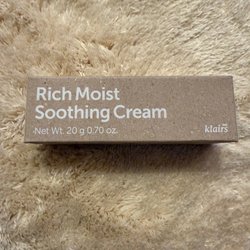 Rich Moist
Soothing Cream
Net Wt. 20 g 0.70 oz.
klairs